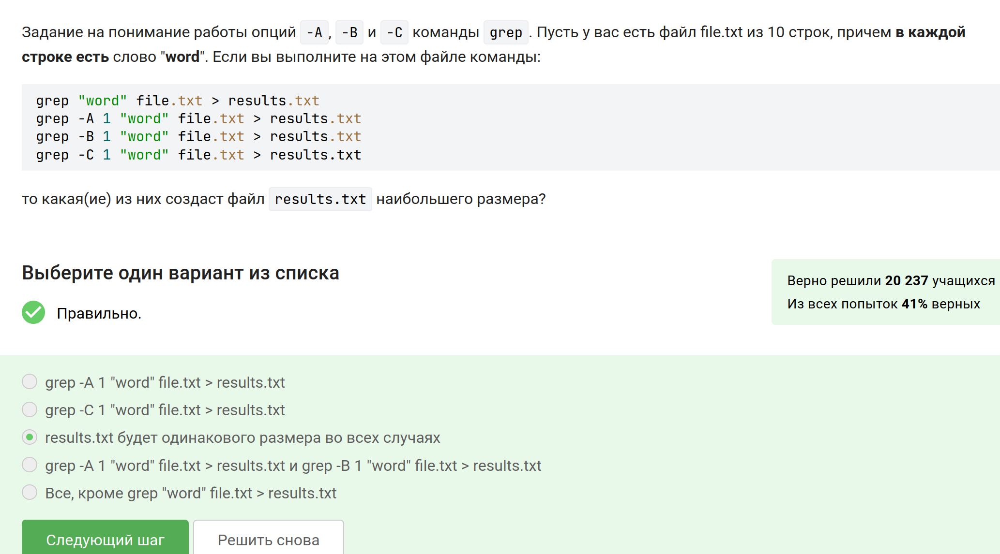 Задание на понимание работы опций -A, -B и -C команды grep. Пусть у вас есть файл file.txt из 10 строк, причем в каждой
строке есть слово "word". Если вы выполните на этом файле команды:
grep "word" file.txt > results.txt
grep -A 1 "word" file.txt > results.txt
grep -B 1 "word" file.txt > results.txt
grep -C 1 "word" file.txt > results.txt
то какая(ие) из них создаст файл results.txt наибольшего размера?
Выберите один вариант из списка
Верно решили 20 237 учащихся
Из всех попыток 41% верных
Правильно.
grep -A 1 "word" file.txt > results.txt
grep -C 1 "word" file.txt > results.txt
results.txt будет одинакового размера во всех случаях
grep -A 1 "word" file.txt > results.txt и grep -B 1 "word" file.txt > results.txt
Все, кроме grep "word" file.txt > results.txt
Следующий шаг
Решить снова